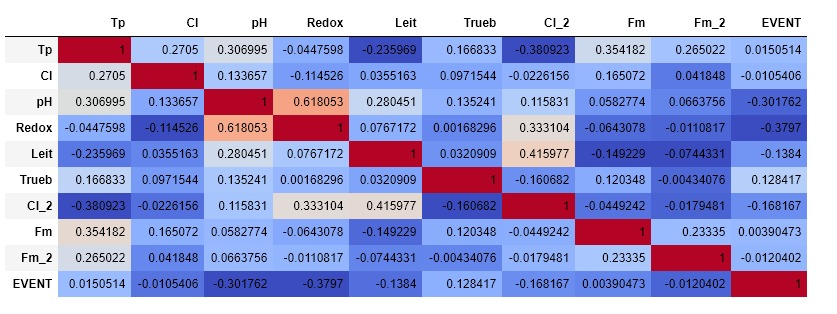 Tp Cl pH Redox Leit Trueb Cl_2 Fm Fm_2 EVENT
Tp 1 0.2705 0.306995 -0.0447598 -0.235969 0.166833 -0.380923 0.354182 0.265022 0.0150514
Cl 0.2705 1 0.133657 -0.114526 0.0355163 0.0971544 -0.0226156 0.165072 0.041848 -0.0105406
pH 0.306995 0.133657 1 0.618053 0.280451 0.135241 0.115831 0.0582774 0.0663756 -0.301762
Redox -0.0447598 -0.114526 0.618053 1 0.0767172 0.00168296 0.333104 -0.0643078 -0.0110817 -0.3797
Leit -0.235969 0.0355163 0.280451 0.0767172 1 0.0320909 0.415977 -0.149229 -0.0744331 -0.1384
Trueb 0.166833 0.0971544 0.135241 0.00168296 0.0320909 1 -0.160682 0.120348 -0.00434076 0.128417
Cl_2 -0.380923 -0.0226156 0.115831 0.333104 0.415977 -0.160682 1 -0.0449242 -0.0179481 -0.168167
Fm 0.354182 0.165072 0.0582774 -0.0643078 -0.149229 0.120348 -0.0449242 1 0.23335 0.00390473
Fm_2 0.265022 0.041848 0.0663756 -0.0110817 -0.0744331 -0.00434076 -0.0179481 0.23335 1 -0.0120402
EVENT 0.0150514 -0.0105406 -0.301762 -0.3797 -0.1384 0.128417 -0.168167 0.00390473 -0.0120402 1